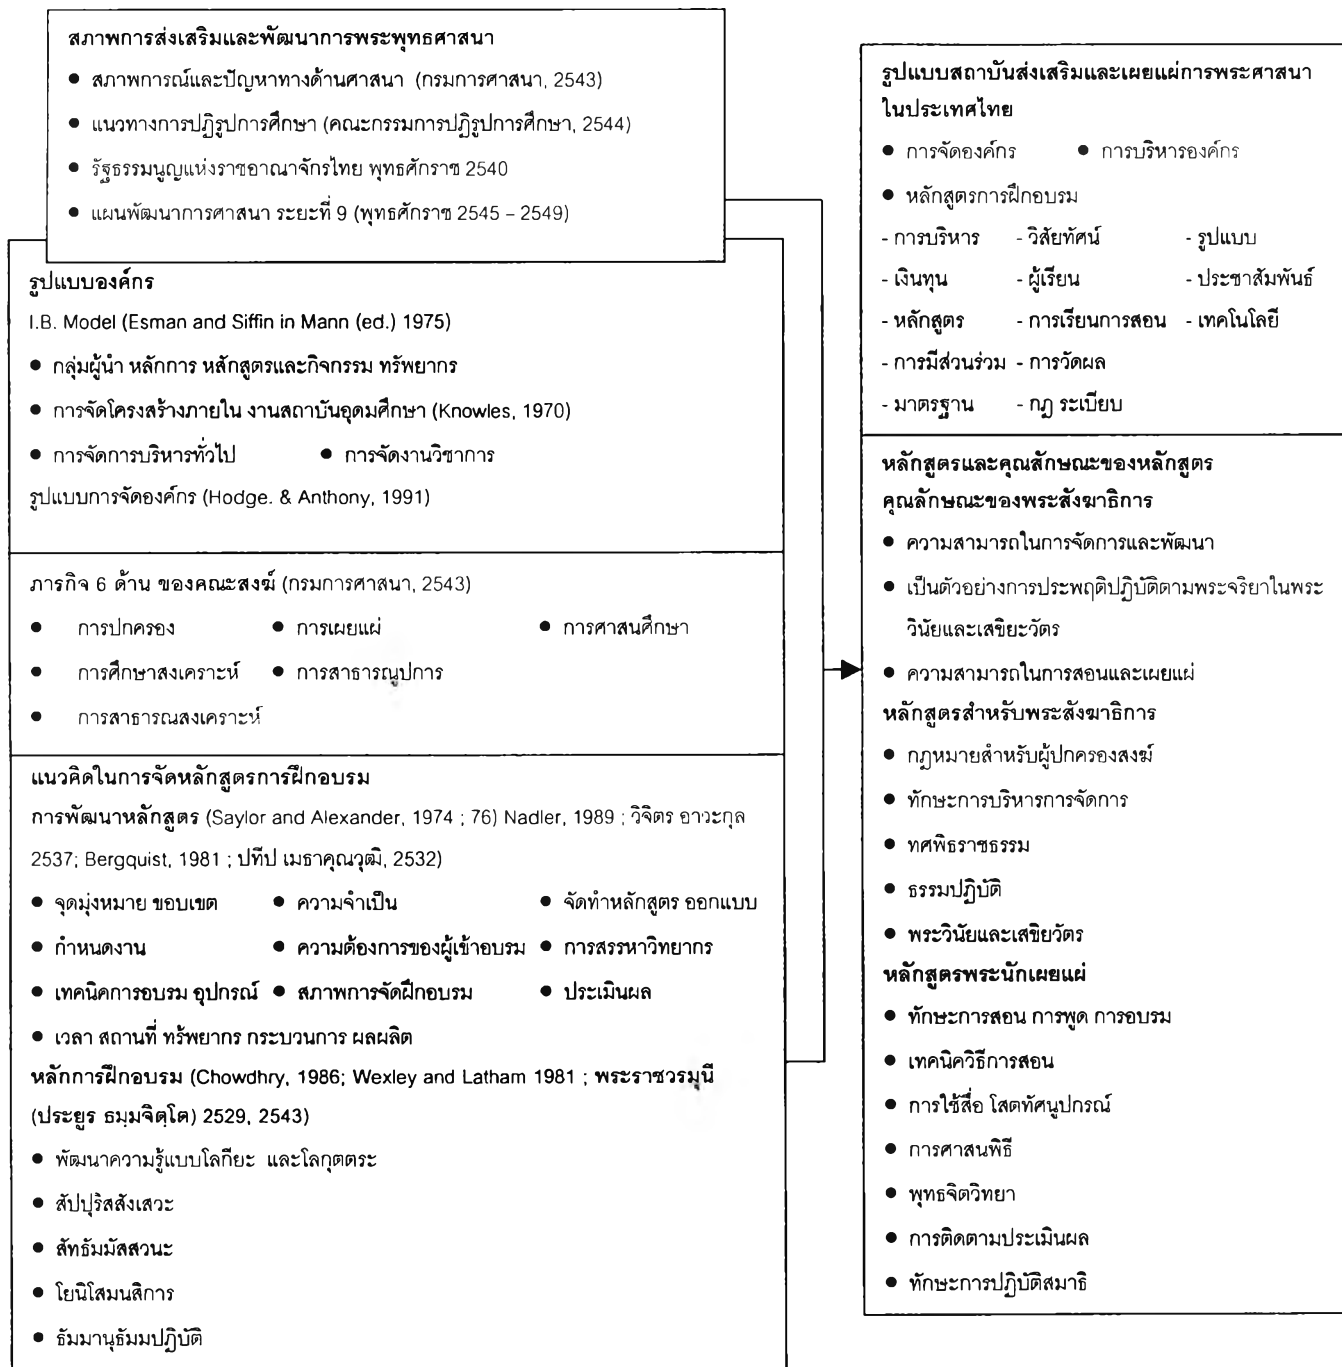 สภาพการส่งเสริมและพัฒนาการพระพุทธศาสนา
● สภาพการณ์และปัญหาทางด้านศาสนา (กรมการศาสนา, 2543)
● แนวทางการปฏิรูปการศึกษา (คณะกรรมการปฏิรูปการศึกษา, 2544)
● รัฐธรรมนูญแห่งราชอาณาจักรไทย พุทธศักราช 2540
● แผนพัฒนาการศาสนา ระยะที่ 9 (พุทธศักราช 2545 – 2549)
รูปแบบองค์กร
I.B. Model (Esman and Siffin in Mann (ed.) 1975)
● กลุ่มผู้นำ หลักการ หลักสูตรและกิจกรรม ทรัพยากร
● การจัดโครงสร้างภายใน งานสถาบันอุดมศึกษา (Knowles, 1970)
● การจัดการบริหารทั่วไป ● การจัดงานวิชาการ
รูปแบบการจัดองค์กร (Hodge. & Anthony, 1991)
ภารกิจ 6 ด้าน ของคณะสงฆ์ (กรมการศาสนา, 2543)
● การปกครอง ● การเผยแผ่ ● การศาสนศึกษา
● การศึกษาสงเคราะห์ ● การสาธารณูปการ
● การสาธารณสงเคราะห์
แนวคิดในการจัดหลักสูตรการฝึกอบรม
การพัฒนาหลักสูตร (Saylor and Alexander, 1974 ; 76) Nadler, 1989 ; วิจิตร อาวะกุล
2537; Bergquist, 1981 ; ปทีป เมธาคุณวุฒิ, 2532)
● จุดมุ่งหมาย ขอบเขต ● ความจำเป็น ● จัดทำหลักสูตร ออกแบบ
● กำหนดงาน ● ความต้องการของผู้เข้าอบรม ● การสรรหาวิทยากร
● เทคนิคการอบรม อุปกรณ์ ● สภาพการจัดฝึกอบรม ● ประเมินผล
● เวลา สถานที่ ทรัพยากร กระบวนการ ผลผลิต
หลักการฝึกอบรม (Chowdhry, 1986; Wexley and Latham 1981 ; พระราชวรมุนี
(ประยูร ธมฺมจิตฺโต) 2529, 2543)
● พัฒนาความรู้แบบโลกียะ และโลกุตตระ
● สัปปุริสสังเสวะ
● สัทธัมมัสสวนะ
● โยนิโสมนสิการ
● ธัมมานุธัมมปฏิบัติ
รูปแบบสถาบันส่งเสริมและเผยแผ่การพระศาสนา
ในประเทศไทย
● การจัดองค์กร ● การบริหารองค์กร
● หลักสูตรการฝึกอบรม
- การบริหาร - วิสัยทัศน์ - รูปแบบ
- เงินทุน - ผู้เรียน - ประชาสัมพันธ์
- หลักสูตร - การเรียนการสอน - เทคโนโลยี
- การมีส่วนร่วม - การวัดผล
- มาตรฐาน - กฎ ระเบียบ
หลักสูตรและคุณสักษณะของหลักสูตร
คุณลักษณะของพระสังฆาธิการ
● ความสามารถในการจัดการและพัฒนา
● เป็นตัวอย่างการประพฤติปฏิบัติตามพระจริยาในพระ
วินัยและเสขิยะวัตร
● ความสามารถในการสอนและเผยแผ่
หลักสูตรสำหรับพระสังฆาธิการ
● กฎหมายสำหรับผู้ปกครองสงฆ์
● ทักษะการบริหารการจัดการ
● ทศพิธราชธรรม
● ธรรมปฏิบัติ
● พระวินัยและเสขิยวัตร
หลักสูตรพระนักเผยแผ่
● ทักษะการสอน การพูด การอบรม
● เทคนิควิธีการสอน
● การใช้สื่อ โสตทัศนูปกรณ์
● การศาสนพิธี
● พุทธจิตวิทยา
● การติดตามประเมินผล
● ทักษะการปฏิบัติสมาธิ